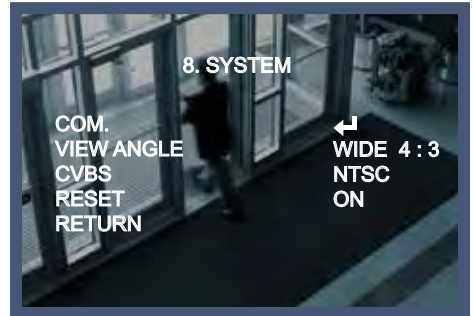 8. SYSTEM
COM. ↵
VIEW ANGLE WIDE 4 : 3
CVBS NTSC
RESET ON
RETURN